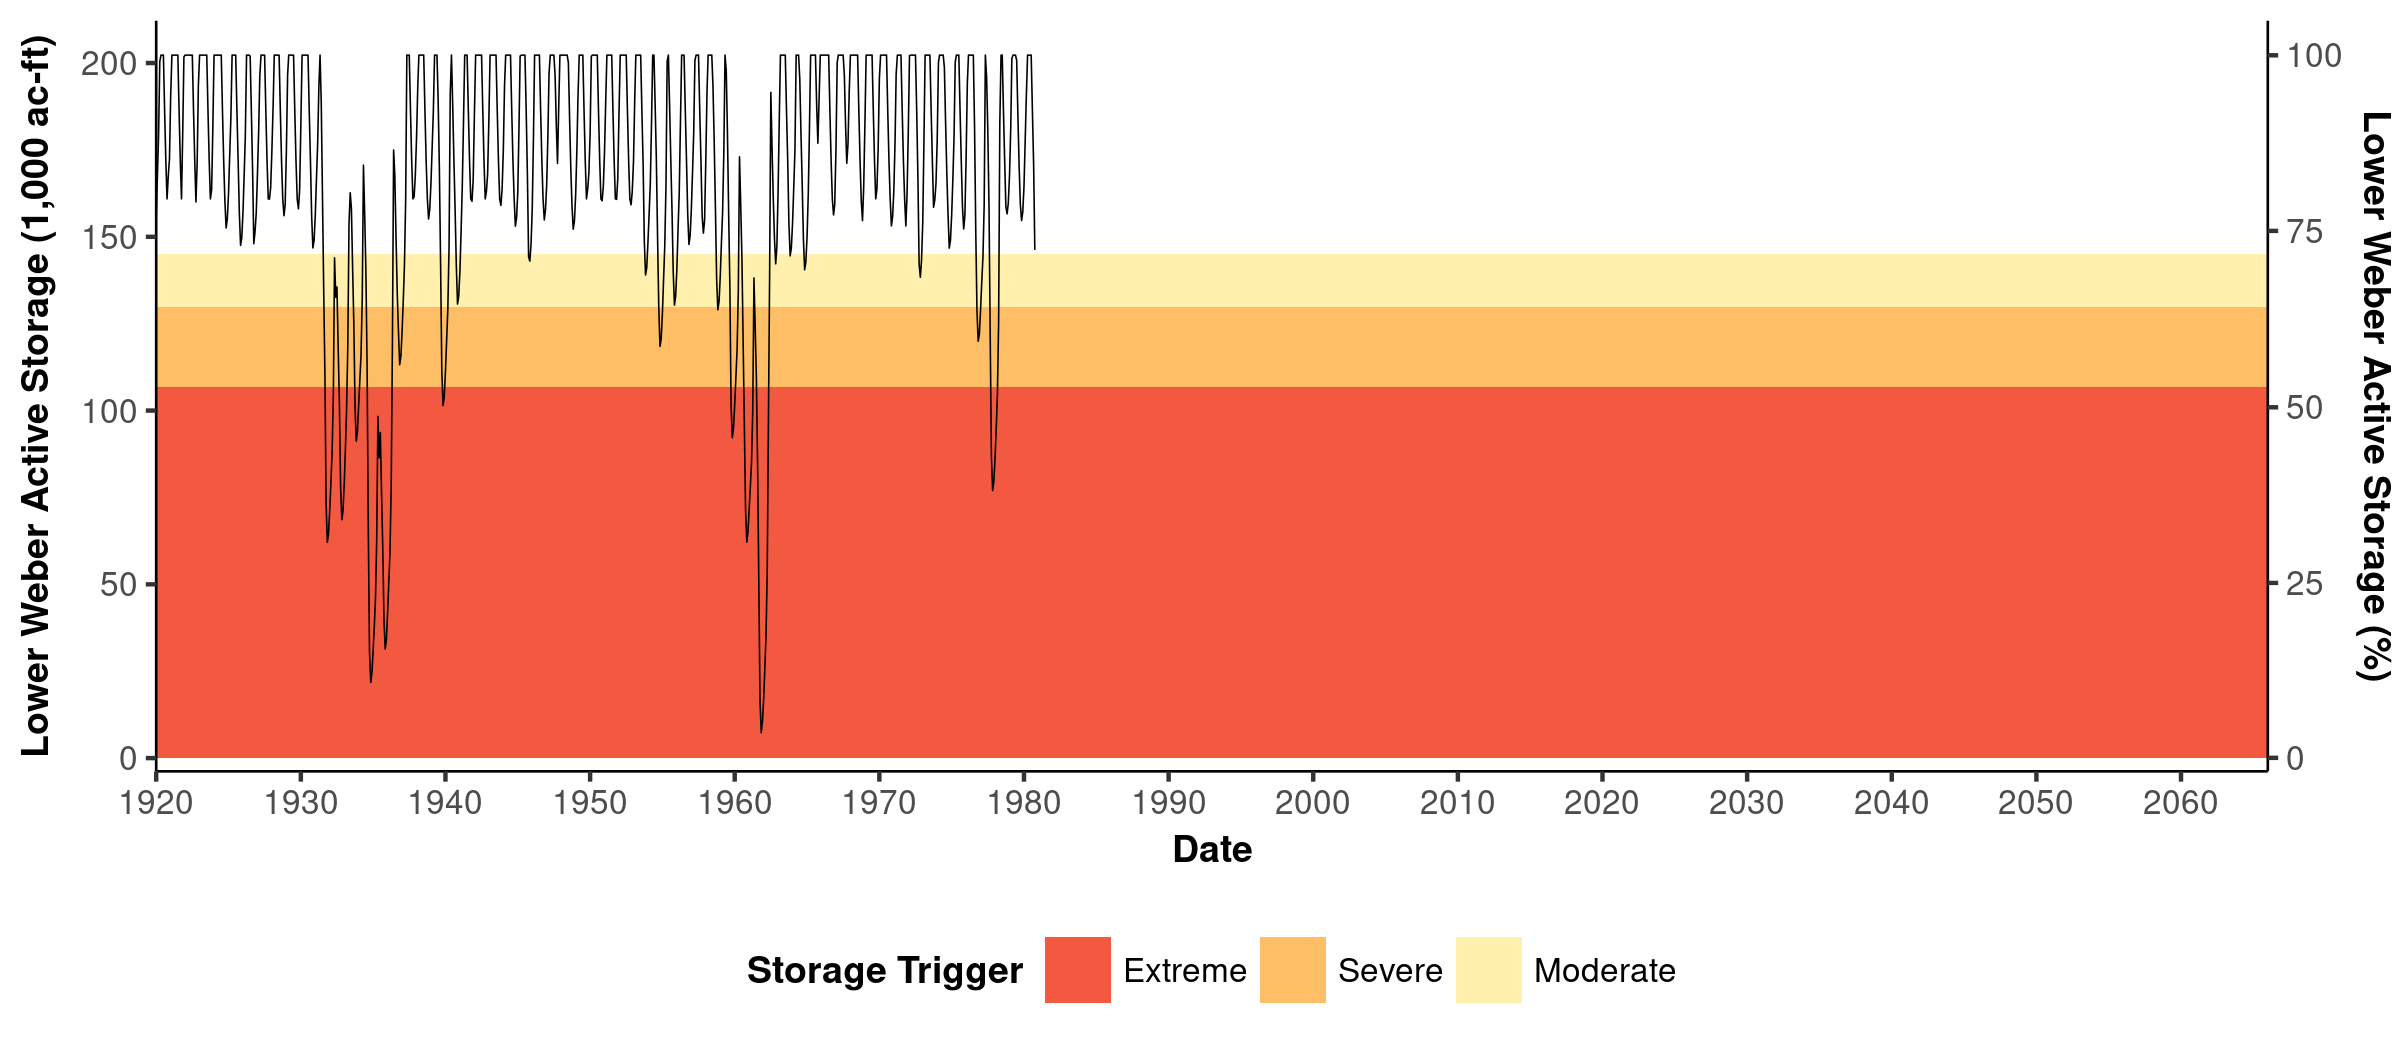 Lower Weber Active Storage (1,000 ac-ft)
200
150
100
50
0
100
75
50
25
0
Lower Weber Active Storage (%)
1920 1930 1940 1950 1960 1970 1980 1990 2000 2010 2020 2030 2040 2050 2060
Date
Storage Trigger Extreme Severe Moderate